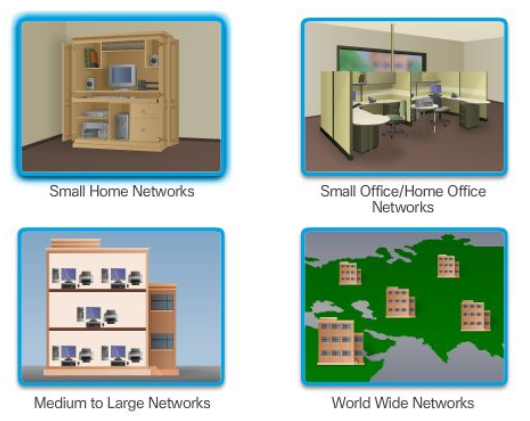 Small Home Networks
Small Office/Home Office
Networks
Medium to Large Networks
World Wide Networks